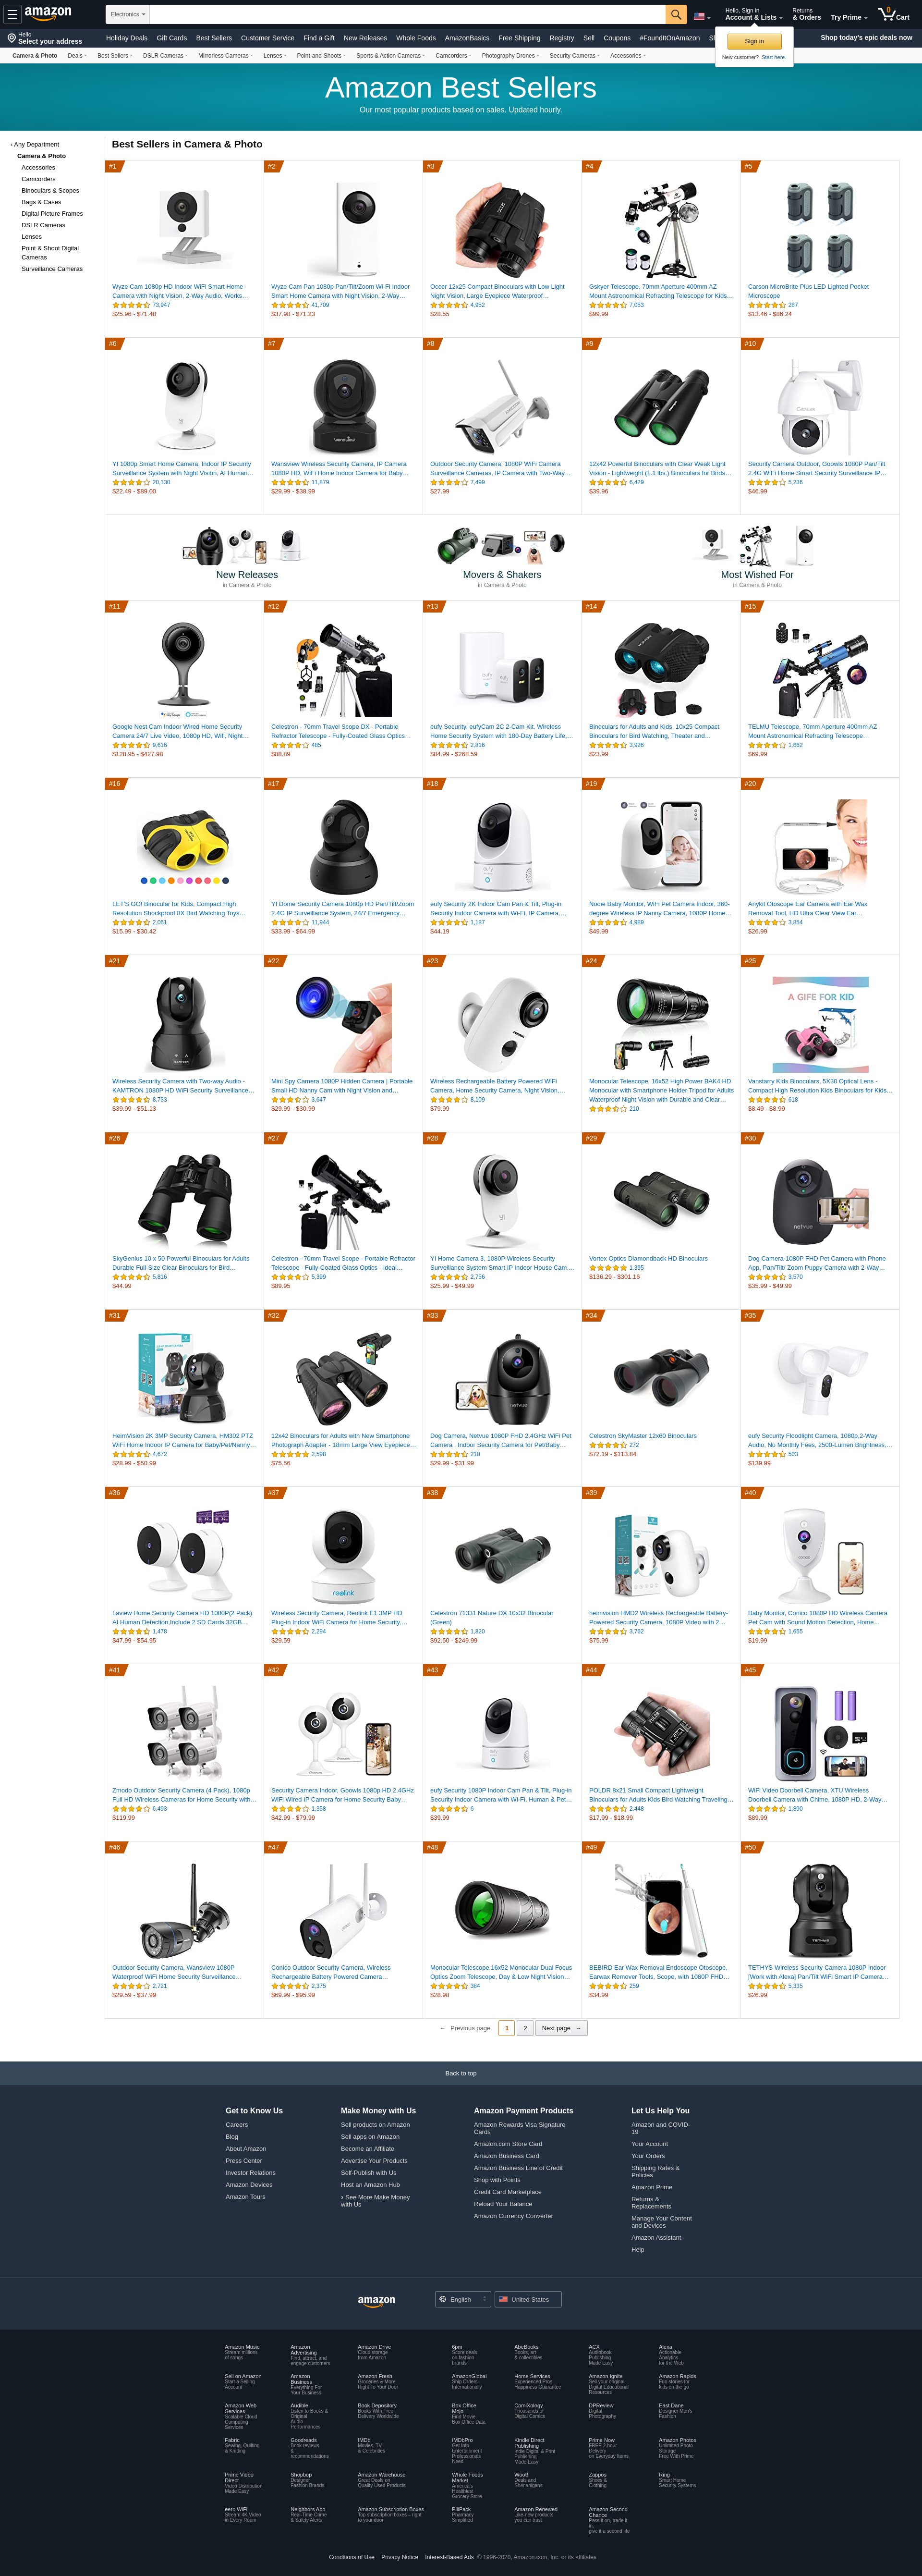 amazon
Electronics
Hello, Sign in
Account & Lists
Returns
& Orders
Try Prime
0
Cart
Hello
Select your address
Holiday Deals
Gift Cards
Best Sellers
Customer Service
Find a Gift
New Releases
Whole Foods
AmazonBasics
Free Shipping
Registry
Sell
Coupons
#FoundItOnAmazon
Shop today's epic deals now
Sign in
New customer? Start here.
Camera & Photo
Deals
Best Sellers
DSLR Cameras
Mirrorless Cameras
Lenses
Point-and-Shoots
Sports & Action Cameras
Camcorders
Photography Drones
Security Cameras
Accessories
Amazon Best Sellers
Our most popular products based on sales. Updated hourly.
‹ Any Department
Camera & Photo
Accessories
Camcorders
Binoculars & Scopes
Bags & Cases
Digital Picture Frames
DSLR Cameras
Lenses
Point & Shoot Digital
Cameras
Surveillance Cameras
Best Sellers in Camera & Photo
#1
Wyze Cam 1080p HD Indoor WiFi Smart Home
Camera with Night Vision, 2-Way Audio, Works…
73,947
$25.96 - $71.48
#2
Wyze Cam Pan 1080p Pan/Tilt/Zoom Wi-Fi Indoor
Smart Home Camera with Night Vision, 2-Way…
41,709
$37.98 - $71.23
#3
Occer 12x25 Compact Binoculars with Low Light
Night Vision, Large Eyepiece Waterproof…
4,952
$28.55
#4
Gskyer Telescope, 70mm Aperture 400mm AZ
Mount Astronomical Refracting Telescope for Kids…
7,053
$99.99
#5
Carson MicroBrite Plus LED Lighted Pocket
Microscope
287
$13.46 - $86.24
#6
YI 1080p Smart Home Camera, Indoor IP Security
Surveillance System with Night Vision, AI Human…
20,130
$22.49 - $89.00
#7
Wansview Wireless Security Camera, IP Camera
1080P HD, WiFi Home Indoor Camera for Baby…
11,879
$29.99 - $38.99
#8
Outdoor Security Camera, 1080P WiFi Camera
Surveillance Cameras, IP Camera with Two-Way…
7,499
$27.99
#9
12x42 Powerful Binoculars with Clear Weak Light
Vision - Lightweight (1.1 lbs.) Binoculars for Birds…
6,429
$39.96
#10
Security Camera Outdoor, Goowls 1080P Pan/Tilt
2.4G WiFi Home Smart Security Surveillance IP…
5,236
$46.99
New Releases
in Camera & Photo
Movers & Shakers
in Camera & Photo
Most Wished For
in Camera & Photo
#11
Google Nest Cam Indoor Wired Home Security
Camera 24/7 Live Video, 1080p HD, Wifi, Night…
9,616
$128.95 - $427.98
#12
Celestron - 70mm Travel Scope DX - Portable
Refractor Telescope - Fully-Coated Glass Optics…
485
$88.89
#13
eufy Security, eufyCam 2C 2-Cam Kit, Wireless
Home Security System with 180-Day Battery Life,…
2,816
$84.99 - $268.59
#14
Binoculars for Adults and Kids, 10x25 Compact
Binoculars for Bird Watching, Theater and…
3,926
$23.99
#15
TELMU Telescope, 70mm Aperture 400mm AZ
Mount Astronomical Refracting Telescope…
1,662
$69.99
#16
LET'S GO! Binocular for Kids, Compact High
Resolution Shockproof 8X Bird Watching Toys…
2,061
$15.19 - $30.42
#17
YI Dome Security Camera 1080p HD Pan/Tilt/Zoom
2.4G IP Surveillance System, 24/7 Emergency…
11,944
$33.99 - $64.99
#18
eufy Security 2K Indoor Cam Pan & Tilt, Plug-in
Security Indoor Camera with Wi-Fi, IP Camera,…
1,187
$44.19
#19
Nooie Baby Monitor, WiFi Pet Camera Indoor, 360-
degree Wireless IP Nanny Camera, 1080P Home…
4,989
$49.99
#20
Anykit Otoscope Ear Camera with Ear Wax
Removal Tool, HD Ultra Clear View Ear…
3,854
$26.99
#21
Wireless Security Camera with Two-way Audio -
KAMTRON 1080P HD WiFi Security Surveillance…
8,733
$39.99 - $51.13
#22
Mini Spy Camera 1080P Hidden Camera | Portable
Small HD Nanny Cam with Night Vision and…
3,647
$29.99 - $30.99
#23
Wireless Rechargeable Battery Powered WiFi
Camera, Home Security Camera, Night Vision,…
8,109
$79.99
#24
Monocular Telescope, 16x52 High Power BAK4 HD
Monocular with Smartphone Holder Tripod for Adults
Waterproof Night Vision with Durable and Clear…
210
#25
A GIFE FOR KID
Vanstarry Kids Binoculars, 5X30 Optical Lens -
Compact High Resolution Kids Binoculars for Kids…
618
$8.49 - $8.99
#26
SkyGenius 10 x 50 Powerful Binoculars for Adults
Durable Full-Size Clear Binoculars for Bird…
5,816
$44.99
#27
Celestron - 70mm Travel Scope - Portable Refractor
Telescope - Fully-Coated Glass Optics - Ideal…
5,399
$89.95
#28
YI Home Camera 3, 1080P Wireless Security
Surveillance System Smart IP Indoor House Cam,…
2,756
$25.99 - $49.99
#29
Vortex Optics Diamondback HD Binoculars
1,395
$136.29 - $301.16
#30
netvue
Dog Camera-1080P FHD Pet Camera with Phone
App, Pan/Tilt/ Zoom Puppy Camera with 2-Way…
3,570
$35.99 - $49.99
#31
HeimVision 2K 3MP Security Camera, HM302 PTZ
WiFi Home Indoor IP Camera for Baby/Pet/Nanny…
4,672
$28.99 - $50.99
#32
12x42 Binoculars for Adults with New Smartphone
Photograph Adapter - 18mm Large View Eyepiece…
2,598
$75.56
#33
netvue
Dog Camera, Netvue 1080P FHD 2.4GHz WiFi Pet
Camera , Indoor Security Camera for Pet/Baby…
210
$29.99 - $31.99
#34
Celestron SkyMaster 12x60 Binoculars
272
$72.19 - $113.84
#35
eufy Security Floodlight Camera, 1080p,2-Way
Audio, No Monthly Fees, 2500-Lumen Brightness,…
503
$139.99
#36
Laview Home Security Camera HD 1080P(2 Pack)
AI Human Detection,Include 2 SD Cards,32GB…
1,478
$47.99 - $54.95
#37
reolink
Wireless Security Camera, Reolink E1 3MP HD
Plug-in Indoor WiFi Camera for Home Security,…
2,294
$29.59
#38
Celestron 71331 Nature DX 10x32 Binocular
(Green)
1,820
$92.50 - $249.99
#39
heimvision HMD2 Wireless Rechargeable Battery-
Powered Security Camera, 1080P Video with 2…
3,762
$75.99
#40
Baby Monitor, Conico 1080P HD Wireless Camera
Pet Cam with Sound Motion Detection, Home…
1,655
$19.99
#41
Zmodo Outdoor Security Camera (4 Pack), 1080p
Full HD Wireless Cameras for Home Security with…
6,493
$119.99
#42
Security Camera Indoor, Goowls 1080p HD 2.4GHz
WiFi Wired IP Camera for Home Security Baby…
1,358
$42.99 - $79.99
#43
eufy Security 1080P Indoor Cam Pan & Tilt, Plug-in
Security Indoor Camera with Wi-Fi, Human & Pet…
6
$39.99
#44
POLDR 8x21 Small Compact Lightweight
Binoculars for Adults Kids Bird Watching Traveling…
2,448
$17.99 - $18.99
#45
WiFi Video Doorbell Camera, XTU Wireless
Doorbell Camera with Chime, 1080P HD, 2-Way…
1,890
$89.99
#46
Outdoor Security Camera, Wansview 1080P
Waterproof WiFi Home Security Surveillance…
2,721
$29.59 - $37.99
#47
Conico Outdoor Security Camera, Wireless
Rechargeable Battery Powered Camera…
2,375
$69.99 - $95.99
#48
Monocular Telescope,16x52 Monocular Dual Focus
Optics Zoom Telescope, Day & Low Night Vision…
384
$28.98
#49
BEBIRD Ear Wax Removal Endoscope Otoscope,
Earwax Remover Tools, Scope, with 1080P FHD…
259
$34.99
#50
TETHYS
TETHYS Wireless Security Camera 1080P Indoor
[Work with Alexa] Pan/Tilt WiFi Smart IP Camera…
5,335
$26.99
← Previous page
1
2
Next page →
Back to top
Get to Know Us
Careers
Blog
About Amazon
Press Center
Investor Relations
Amazon Devices
Amazon Tours
Make Money with Us
Sell products on Amazon
Sell apps on Amazon
Become an Affiliate
Advertise Your Products
Self-Publish with Us
Host an Amazon Hub
› See More Make Money
with Us
Amazon Payment Products
Amazon Rewards Visa Signature
Cards
Amazon.com Store Card
Amazon Business Card
Amazon Business Line of Credit
Shop with Points
Credit Card Marketplace
Reload Your Balance
Amazon Currency Converter
Let Us Help You
Amazon and COVID-
19
Your Account
Your Orders
Shipping Rates &
Policies
Amazon Prime
Returns &
Replacements
Manage Your Content
and Devices
Amazon Assistant
Help
amazon
English
United States
Amazon Music
Stream millions
of songs
Amazon
Advertising
Find, attract, and
engage customers
Amazon Drive
Cloud storage
from Amazon
6pm
Score deals
on fashion
brands
AbeBooks
Books, art
& collectibles
ACX
Audiobook
Publishing
Made Easy
Alexa
Actionable
Analytics
for the Web
Sell on Amazon
Start a Selling
Account
Amazon
Business
Everything For
Your Business
Amazon Fresh
Groceries & More
Right To Your Door
AmazonGlobal
Ship Orders
Internationally
Home Services
Experienced Pros
Happiness Guarantee
Amazon Ignite
Sell your original
Digital Educational
Resources
Amazon Rapids
Fun stories for
kids on the go
Amazon Web
Services
Scalable Cloud
Computing
Services
Audible
Listen to Books &
Original
Audio
Performances
Book Depository
Books With Free
Delivery Worldwide
Box Office
Mojo
Find Movie
Box Office Data
ComiXology
Thousands of
Digital Comics
DPReview
Digital
Photography
East Dane
Designer Men's
Fashion
Fabric
Sewing, Quilting
& Knitting
Goodreads
Book reviews
&
recommendations
IMDb
Movies, TV
& Celebrities
IMDbPro
Get Info
Entertainment
Professionals
Need
Kindle Direct
Publishing
Indie Digital & Print
Publishing
Made Easy
Prime Now
FREE 2-hour
Delivery
on Everyday Items
Amazon Photos
Unlimited Photo
Storage
Free With Prime
Prime Video
Direct
Video Distribution
Made Easy
Shopbop
Designer
Fashion Brands
Amazon Warehouse
Great Deals on
Quality Used Products
Whole Foods
Market
America's
Healthiest
Grocery Store
Woot!
Deals and
Shenanigans
Zappos
Shoes &
Clothing
Ring
Smart Home
Security Systems
eero WiFi
Stream 4K Video
in Every Room
Neighbors App
Real-Time Crime
& Safety Alerts
Amazon Subscription Boxes
Top subscription boxes – right
to your door
PillPack
Pharmacy
Simplified
Amazon Renewed
Like-new products
you can trust
Amazon Second
Chance
Pass it on, trade it
in,
give it a second life
Conditions of Use
Privacy Notice
Interest-Based Ads
© 1996-2020, Amazon.com, Inc. or its affiliates